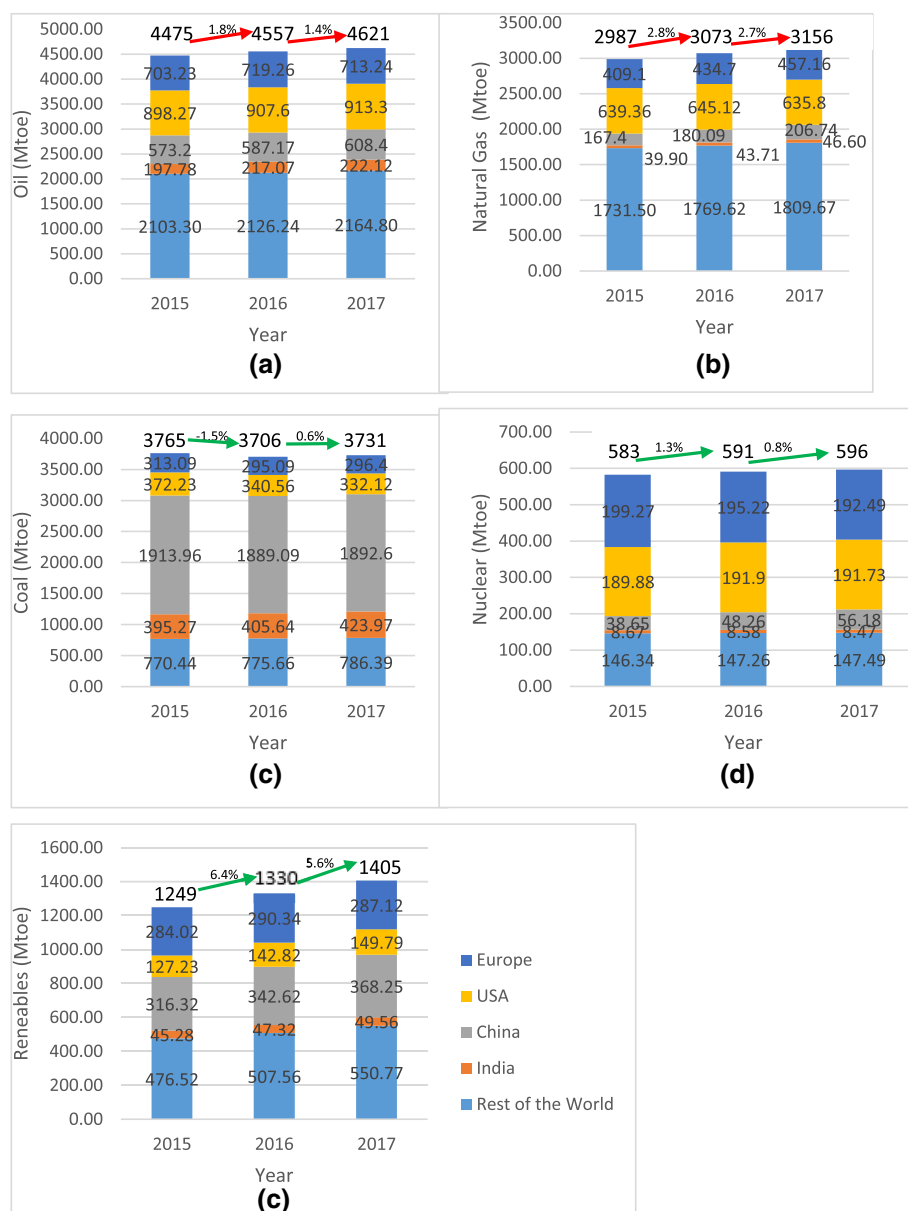 5000.00
4500.00
4000.00
3500.00
3000.00
2500.00
2000.00
1500.00
1000.00
500.00
0.00
Oil (Mtoe)
4475 1.8% 4557 1.4% 4621
703.23 719.26 713.24
898.27 907.6 913.3
573.2 587.17 608.4
197.78 217.07 222.12
2103.30 2126.24 2164.80
2015 2016 2017
Year
(a)
3500.00
3000.00
2500.00
2000.00
1500.00
1000.00
500.00
0.00
Natural Gas (Mtoe)
2987 2.8% 3073 2.7% 3156
409.1 434.7 457.16
639.36 645.12 635.8
167.4 180.09 206.74
39.90 43.71 46.60
1731.50 1769.62 1809.67
2015 2016 2017
Year
(b)
4000.00
3500.00
3000.00
2500.00
2000.00
1500.00
1000.00
500.00
0.00
Coal (Mtoe)
3765 -1.5% 3706 0.6% 3731
313.09 295.09 296.4
372.23 340.56 332.12
1913.96 1889.09 1892.6
395.27 405.64 423.97
770.44 775.66 786.39
2015 2016 2017
Year
(c)
700.00
600.00
500.00
400.00
300.00
200.00
100.00
0.00
Nuclear (Mtoe)
583 1.3% 591 0.8% 596
199.27 195.22 192.49
189.88 191.9 191.73
38.65 48.26 56.18
8.67 8.58 8.47
146.34 147.26 147.49
2015 2016 2017
Year
(d)
1600.00
1400.00
1200.00
1000.00
800.00
600.00
400.00
200.00
0.00
Reneables (Mtoe)
1249 6.4% 1330 5.6% 1405
284.02 290.34 287.12
127.23 142.82 149.79
316.32 342.62 368.25
45.28 47.32 49.56
476.52 507.56 550.77
2015 2016 2017
Year
(c)
Europe
USA
China
India
Rest of the World